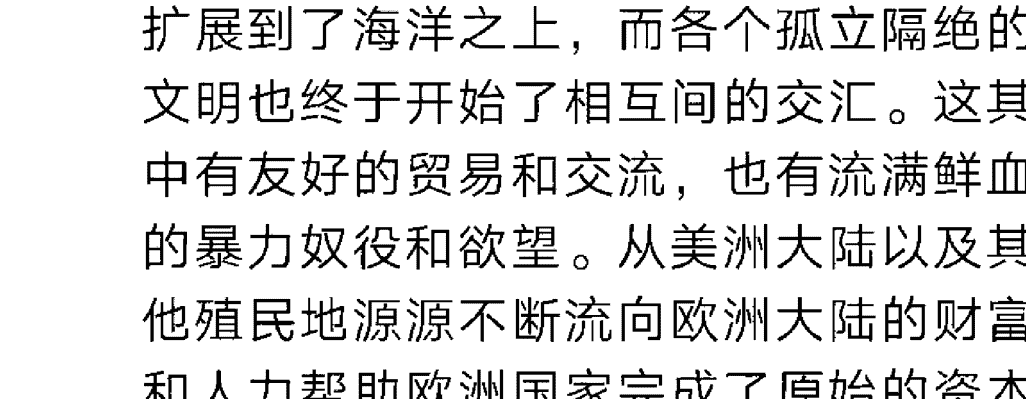 扩展到了海洋之上，而各个孤立隔绝的
文明也终于开始了相互间的交汇。这其
中有友好的贸易和交流，也有流满鲜血
的暴力奴役和欲望。从美洲大陆以及其
他殖民地源源不断流向欧洲大陆的财富
和人力帮助欧洲国家完成了原始的资本